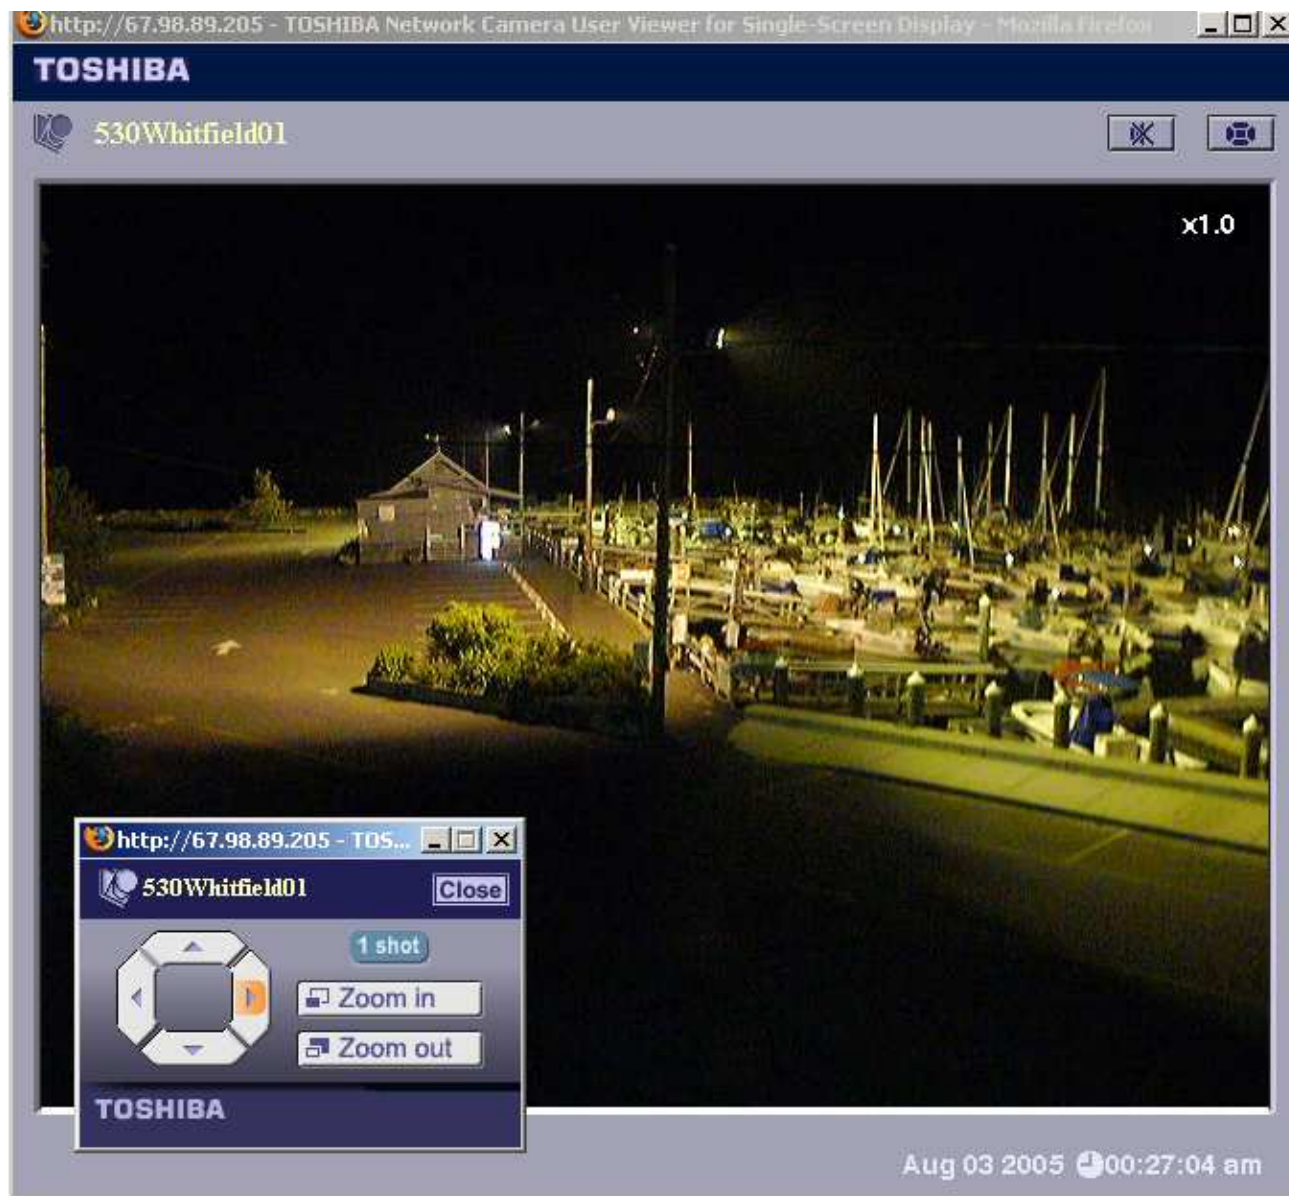 http://67.98.89.205 - TOSHIBA Network Camera User Viewer for Single-Screen Display - Mozilla Firefox
TOSHIBA
530Whitfield01
x1.0
http://67.98.89.205 - TOS...
530Whitfield01
Close
1 shot
Zoom in
Zoom out
TOSHIBA
Aug 03 2005 00:27:04 am